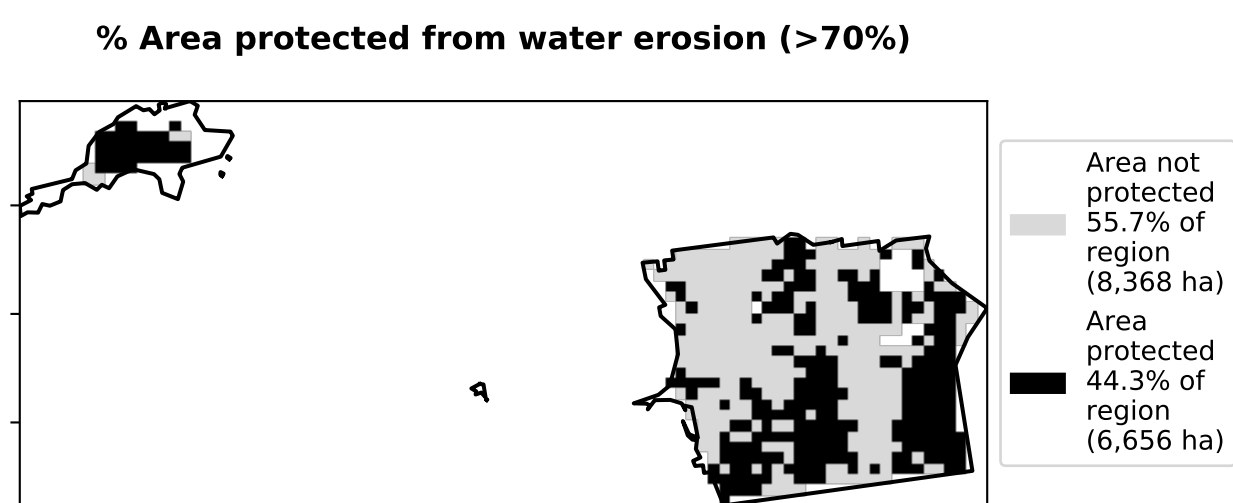 % Area protected from water erosion (>70%)
Area not
protected
55.7% of
region
(8,368 ha)
Area
protected
44.3% of
region
(6,656 ha)